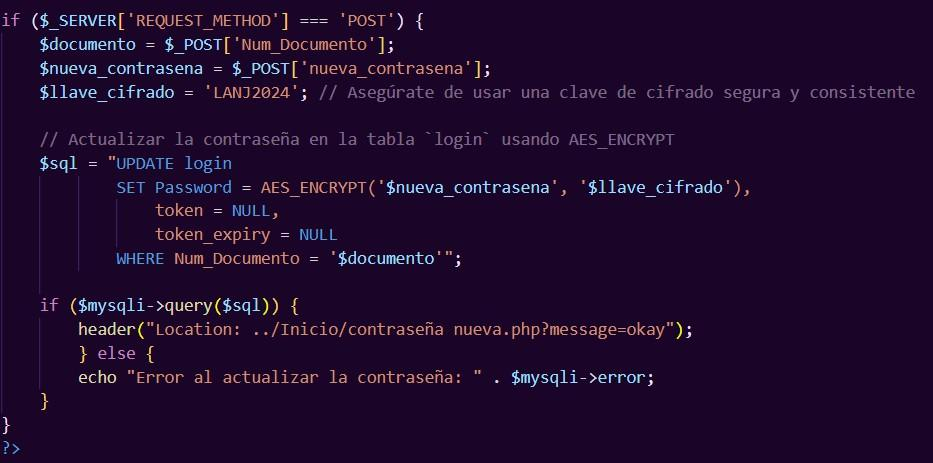 if ($_SERVER['REQUEST_METHOD'] === 'POST') {
    $documento = $_POST['Num_Documento'];
    $nueva_contrasena = $_POST['nueva_contrasena'];
    $llave_cifrado = 'LANJ2024'; // Asegúrate de usar una clave de cifrado segura y consistente

    // Actualizar la contraseña en la tabla `login` usando AES_ENCRYPT
    $sql = "UPDATE login
            SET Password = AES_ENCRYPT('$nueva_contrasena', '$llave_cifrado'),
                token = NULL,
                token_expiry = NULL
            WHERE Num_Documento = '$documento'";

    if ($mysqli->query($sql)) {
        header("Location: ../Inicio/contraseña nueva.php?message=okay");
        } else {
        echo "Error al actualizar la contraseña: " . $mysqli->error;
    }
}
?>